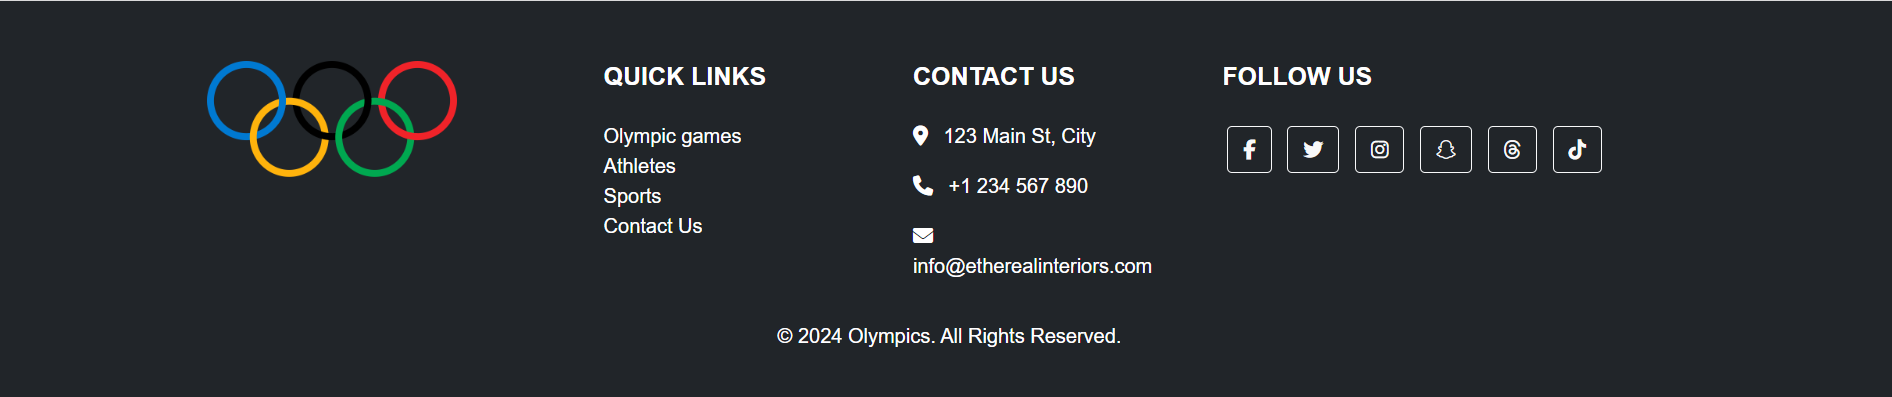 QUICK LINKS
Olympic games
Athletes
Sports
Contact Us
CONTACT US
123 Main St, City
+1 234 567 890
info@etherealinteriors.com
FOLLOW US
© 2024 Olympics. All Rights Reserved.